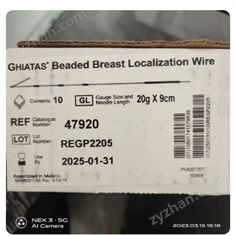 GHIATAS® Beaded Breast Localization Wire
Contents 10
GL Gauge Size and Needle Length 20g X 9cm
REF Catalogue Number 47920
LOT Lot Number REGP2205
Use By 2025-01-31
NEX 3·5G
AI Camera
2023.03.15 15:16